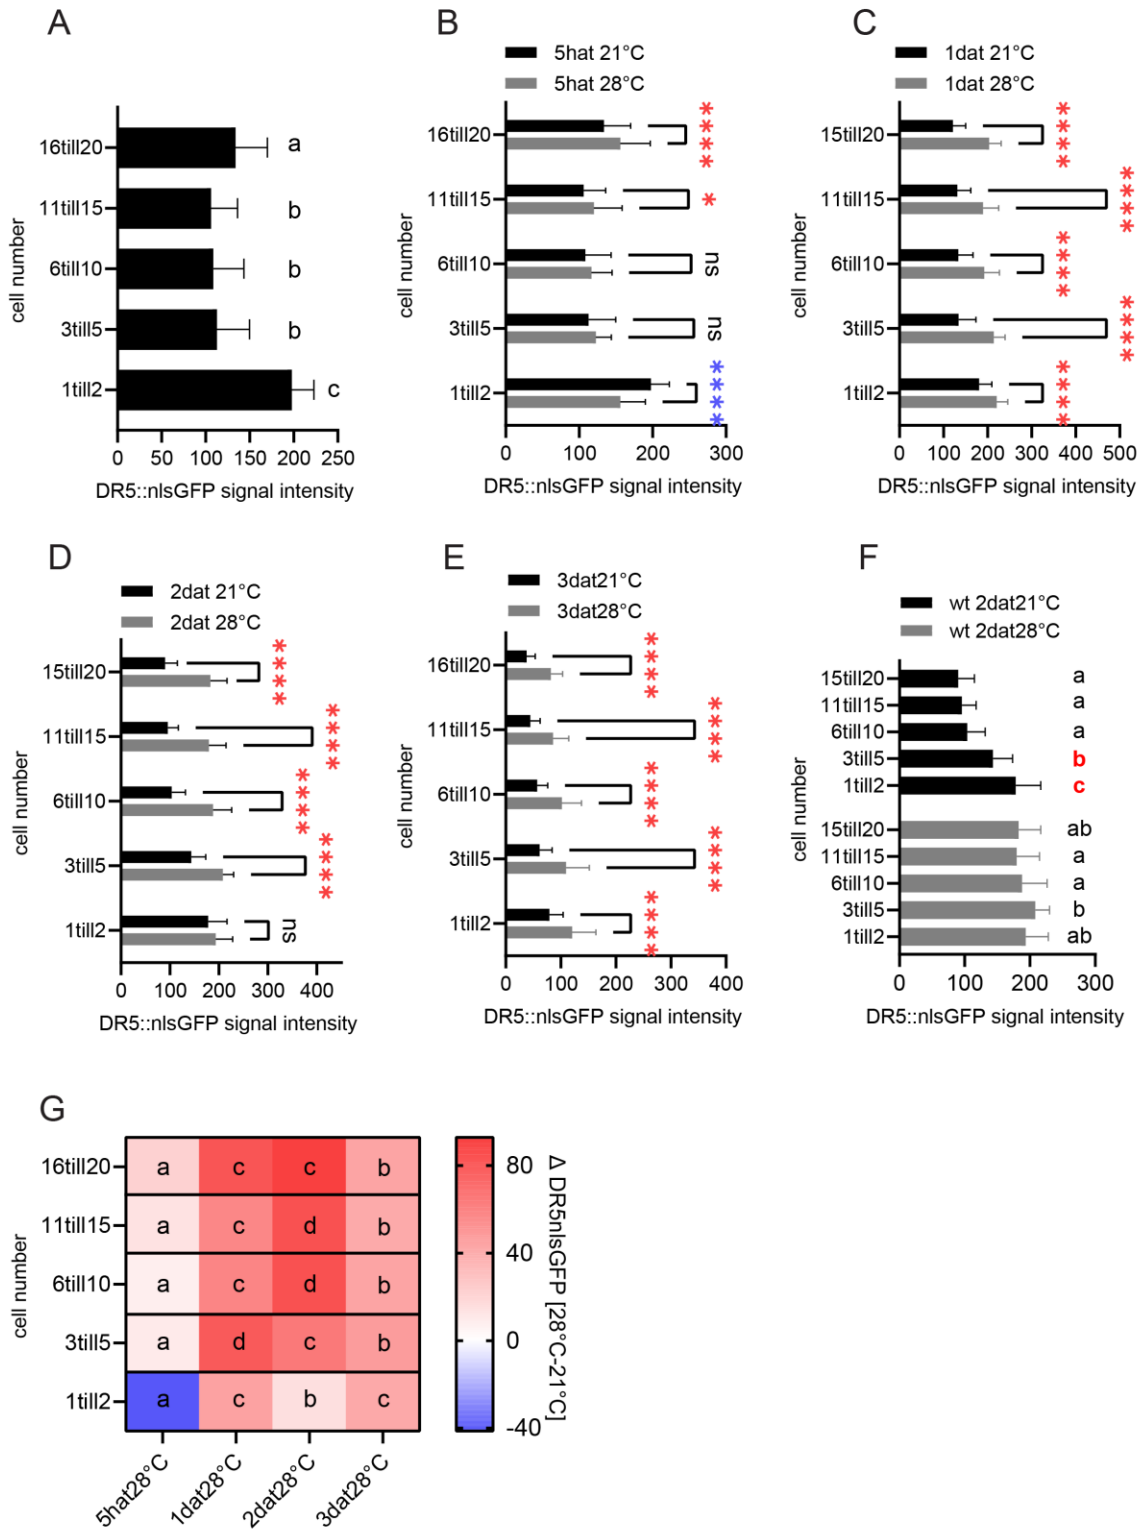 A
16till20
a
11till15
b
6till10
b
3till5
b
1till2
c
cell number
0 50 100 150 200 250
DR5::nlsGFP signal intensity
B
5hat 21°C
5hat 28°C
16till20
****
11till15
*
6till10
ns
3till5
ns
1till2
****
cell number
0 100 200 300
DR5::nlsGFP signal intensity
C
1dat 21°C
1dat 28°C
15till20
****
11till15
****
6till10
****
3till5
****
1till2
****
cell number
0 100 200 300 400 500
DR5::nlsGFP signal intensity
D
2dat 21°C
2dat 28°C
15till20
****
11till15
****
6till10
****
3till5
****
1till2
ns
cell number
0 100 200 300 400
DR5::nlsGFP signal intensity
E
3dat21°C
3dat28°C
16till20
****
11till15
****
6till10
****
3till5
****
1till2
****
cell number
0 100 200 300 400
DR5::nlsGFP signal intensity
F
wt 2dat21°C
wt 2dat28°C
15till20 a
11till15 a
6till10 a
3till5 b
1till2 c
15till20 ab
11till15 a
6till10 a
3till5 b
1till2 ab
cell number
0 100 200 300
DR5::nlsGFP signal intensity
G
16till20 a c c b
11till15 a c d b
6till10 a c d b
3till5 a d c b
1till2 a c b c
cell number
5hat28°C 1dat28°C 2dat28°C 3dat28°C
80
40
0
-40
Δ DR5nlsGFP [28°C-21°C]